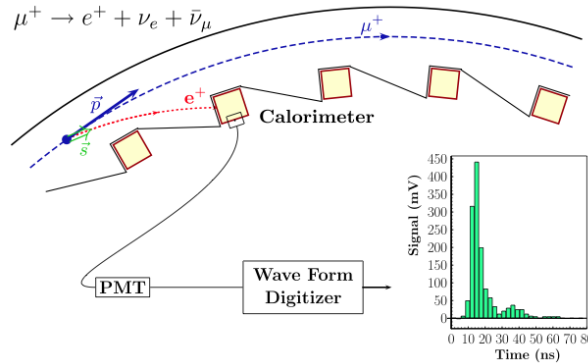 μ⁺ → e⁺ + νₑ + ν̄_μ
μ⁺
p⃗
s⃗
e⁺
Calorimeter
PMT
Wave Form
Digitizer
Signal (mV)
450
400
350
300
250
200
150
100
50
0
0 10 20 30 40 50 60 70 80
Time (ns)